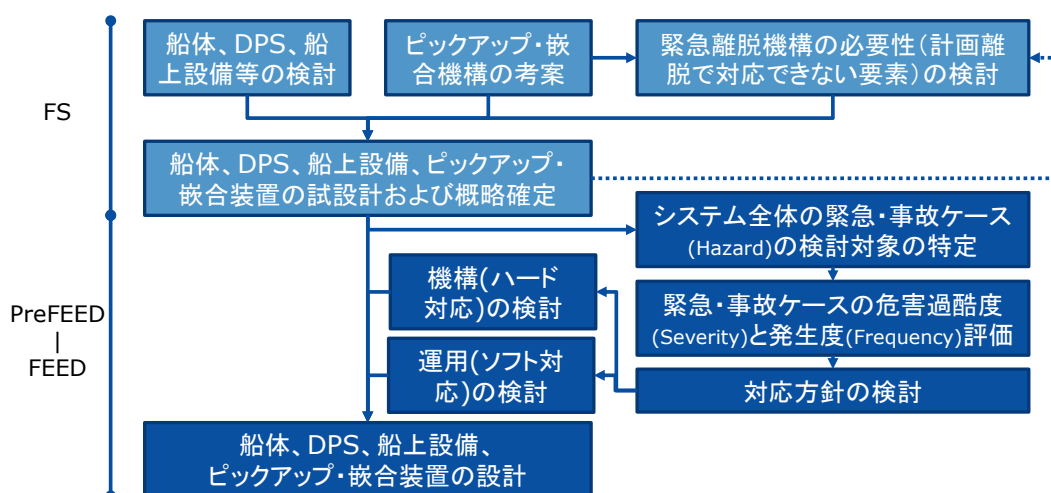 FS
船体、DPS、船
上設備等の検討
ピックアップ・嵌
合機構の考案
緊急離脱機構の必要性(計画離
脱で対応できない要素)の検討
船体、DPS、船上設備、ピックアップ・
嵌合装置の試設計および概略確定
PreFEED
|
FEED
システム全体の緊急・事故ケース
(Hazard)の検討対象の特定
機構(ハード
対応)の検討
緊急・事故ケースの危害過酷度
(Severity)と発生度(Frequency)評価
運用(ソフト対
応)の検討
対応方針の検討
船体、DPS、船上設備、
ピックアップ・嵌合装置の設計